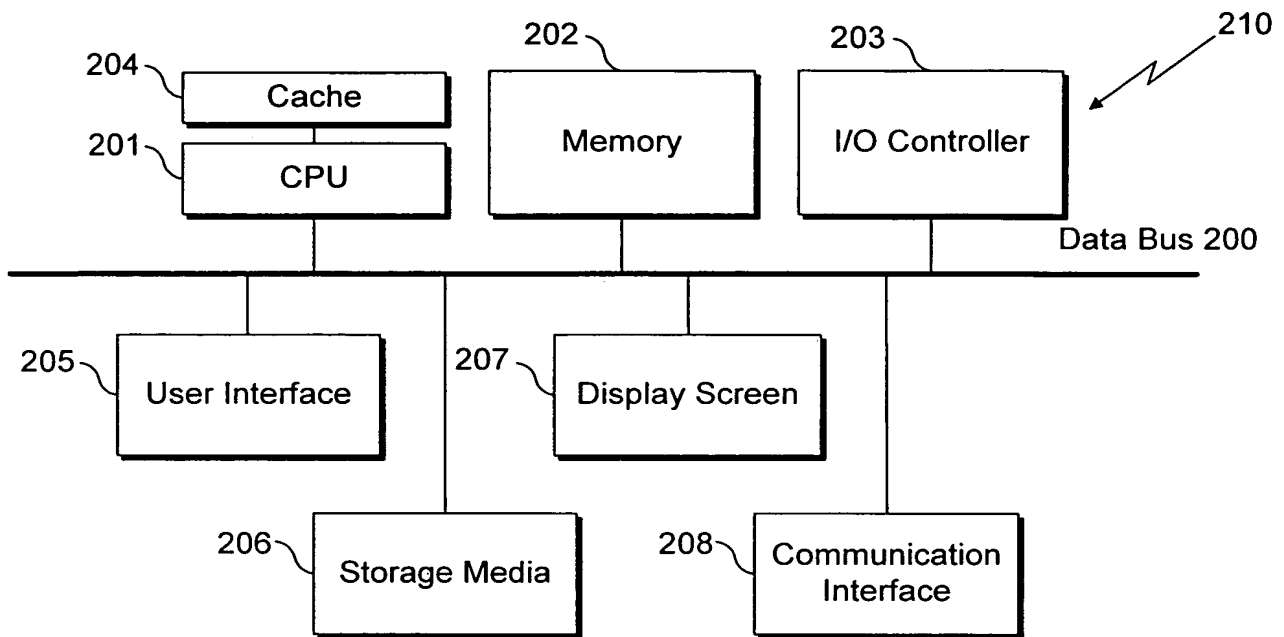 210
202
203
204
Cache
201
CPU
Memory
I/O Controller
Data Bus 200
205
User Interface
207
Display Screen
206
Storage Media
208
Communication
Interface